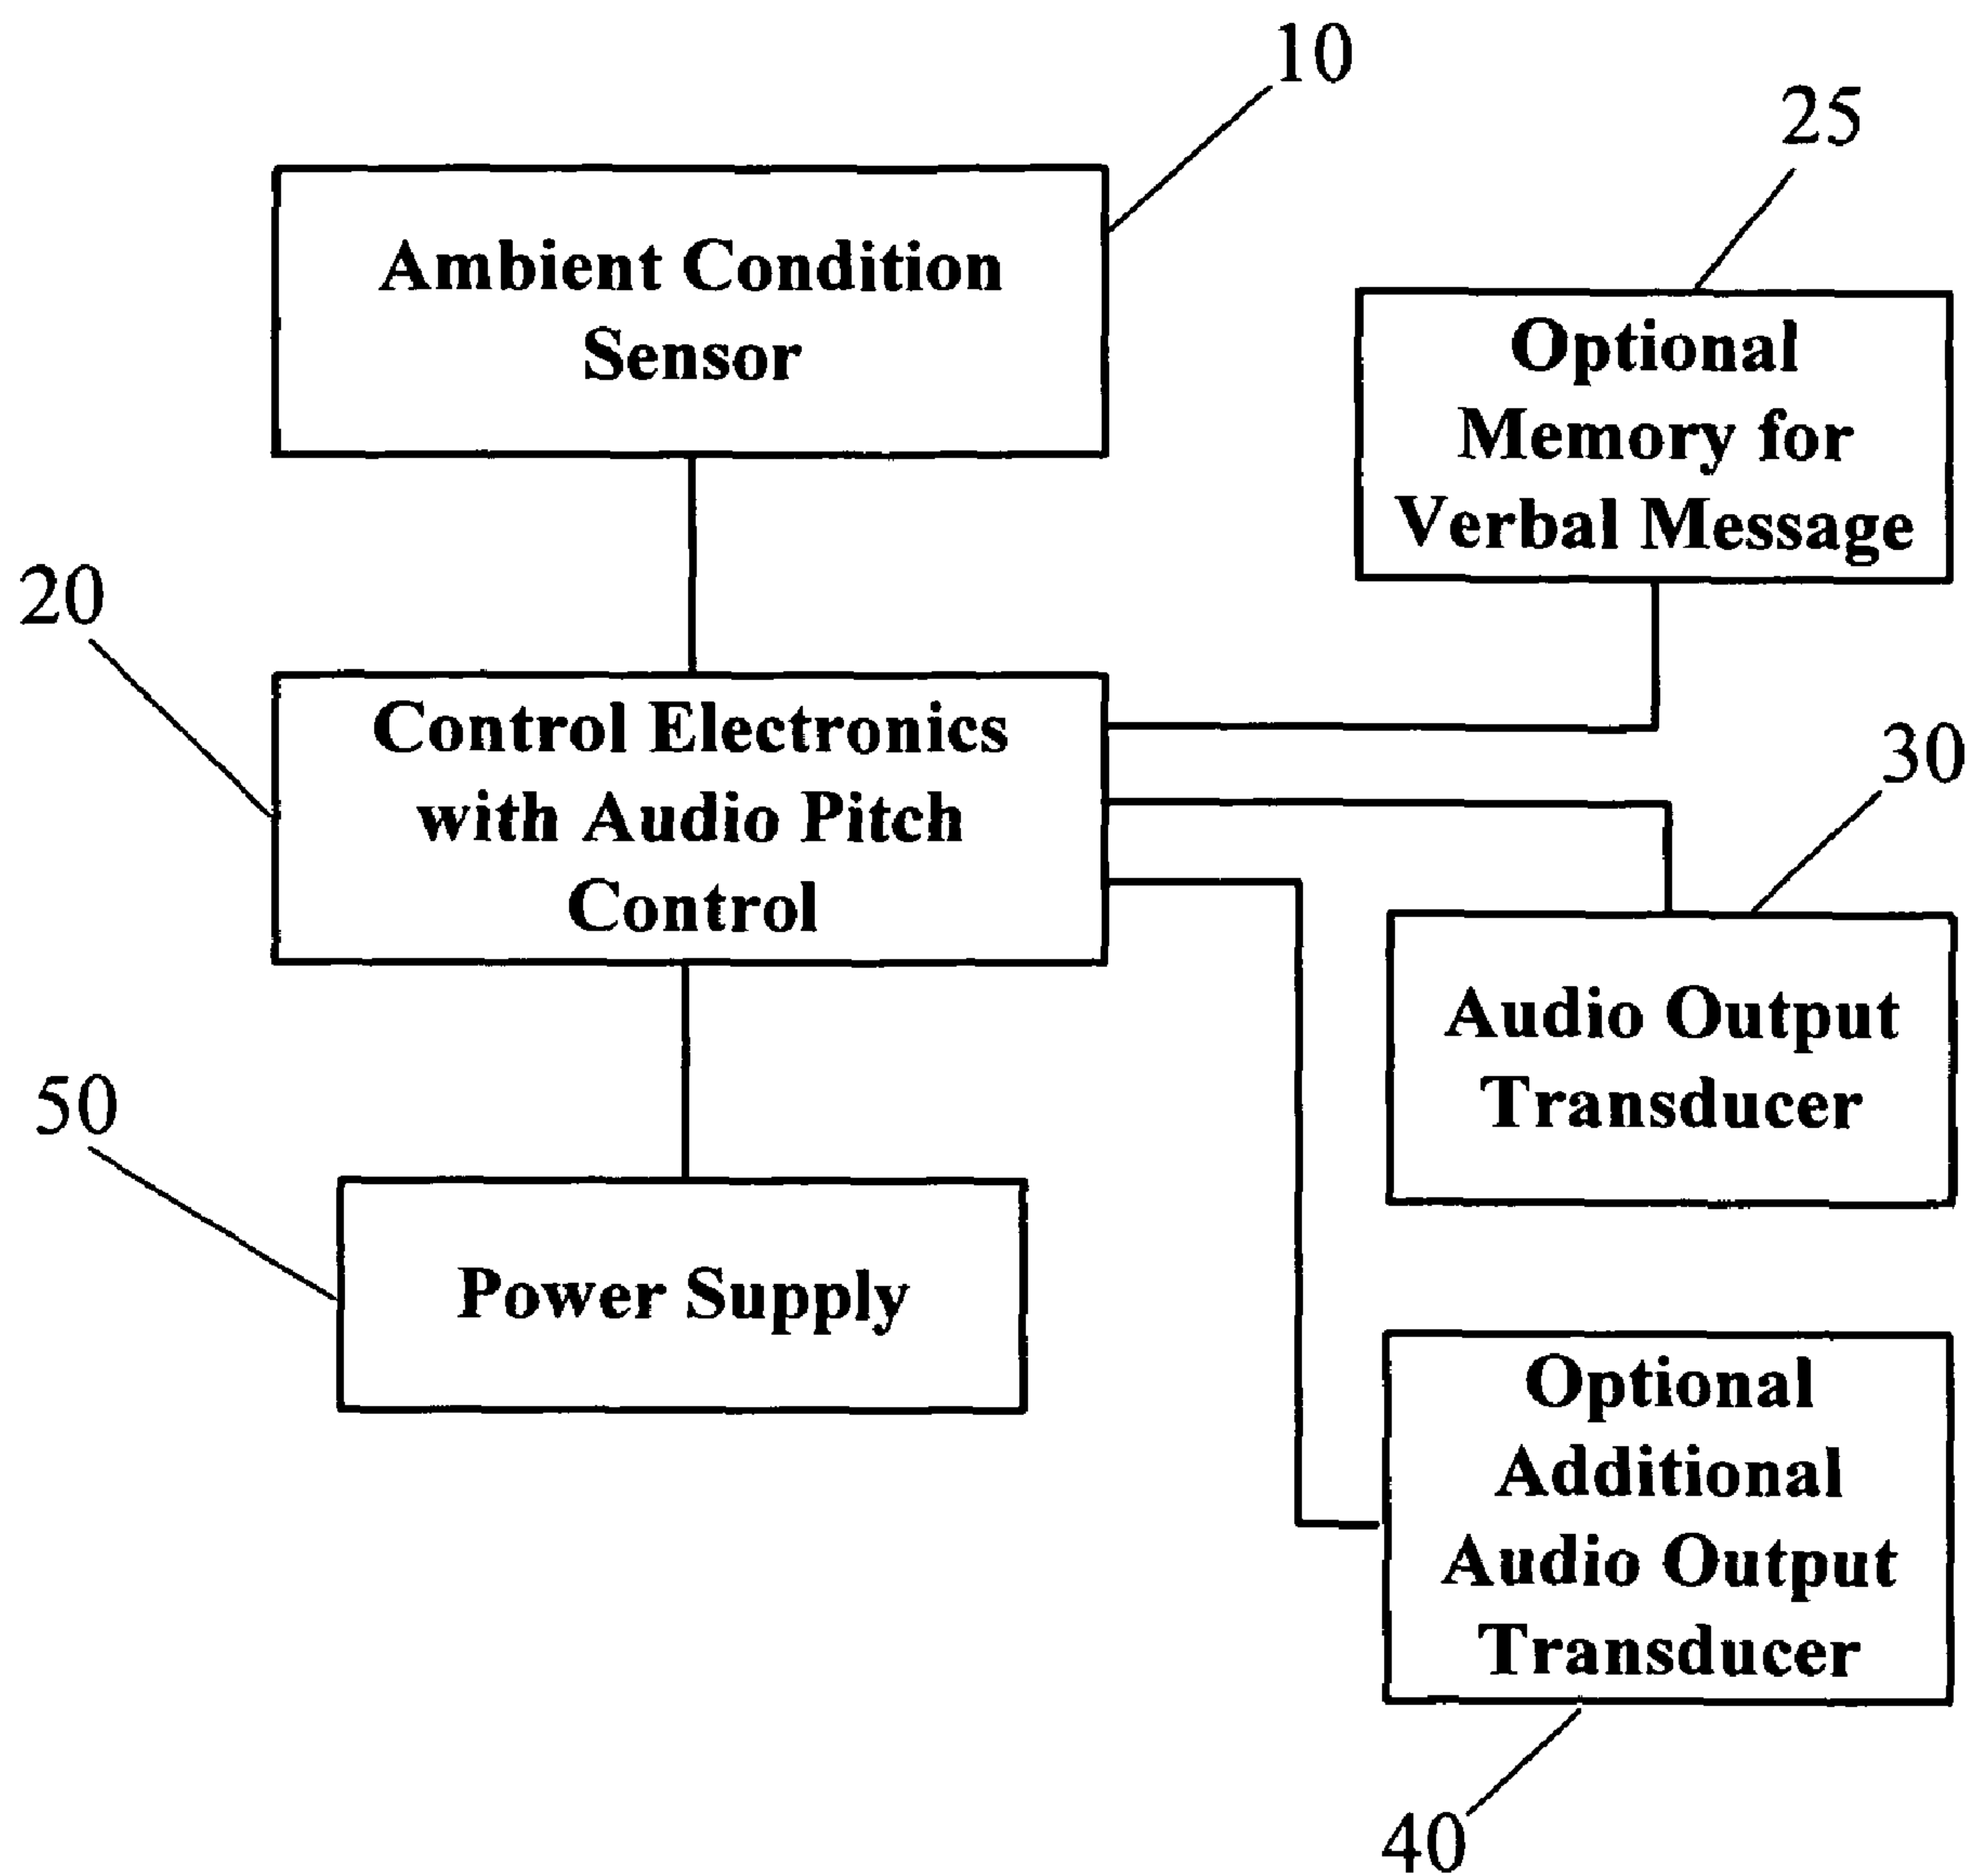 10
25
Ambient Condition
Sensor
Optional
Memory for
Verbal Message
20
Control Electronics
with Audio Pitch
Control
30
Audio Output
Transducer
50
Power Supply
Optional
Additional
Audio Output
Transducer
40